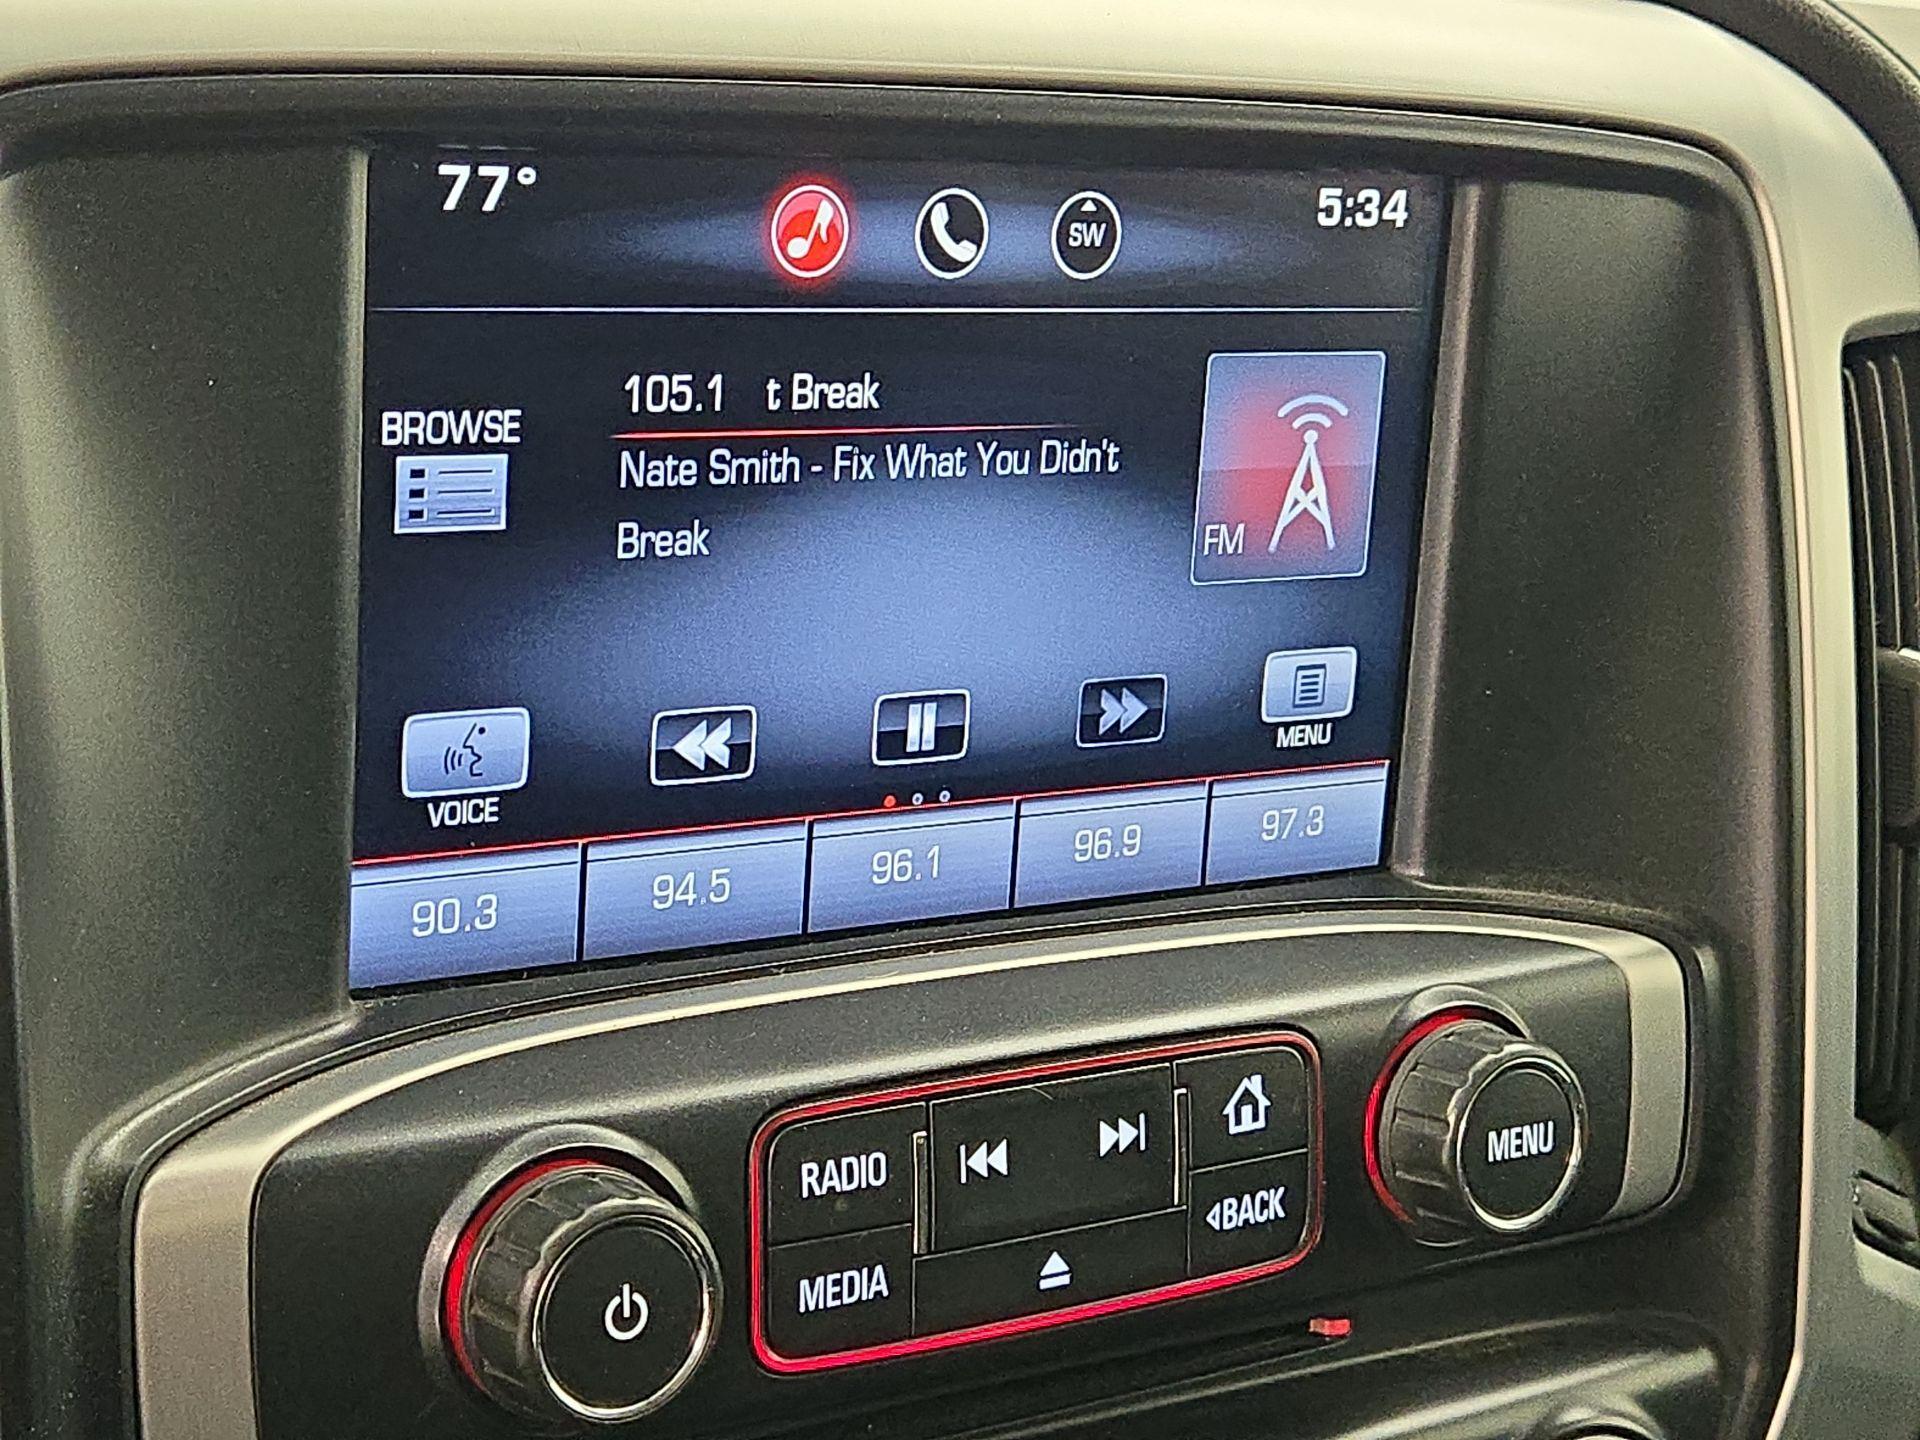 77° 5:34
SW
105.1 t Break
BROWSE
Nate Smith - Fix What You Didn't
Break
FM
VOICE
MENU
90.3 94.5 96.1 96.9 97.3
RADIO
MENU
BACK
MEDIA